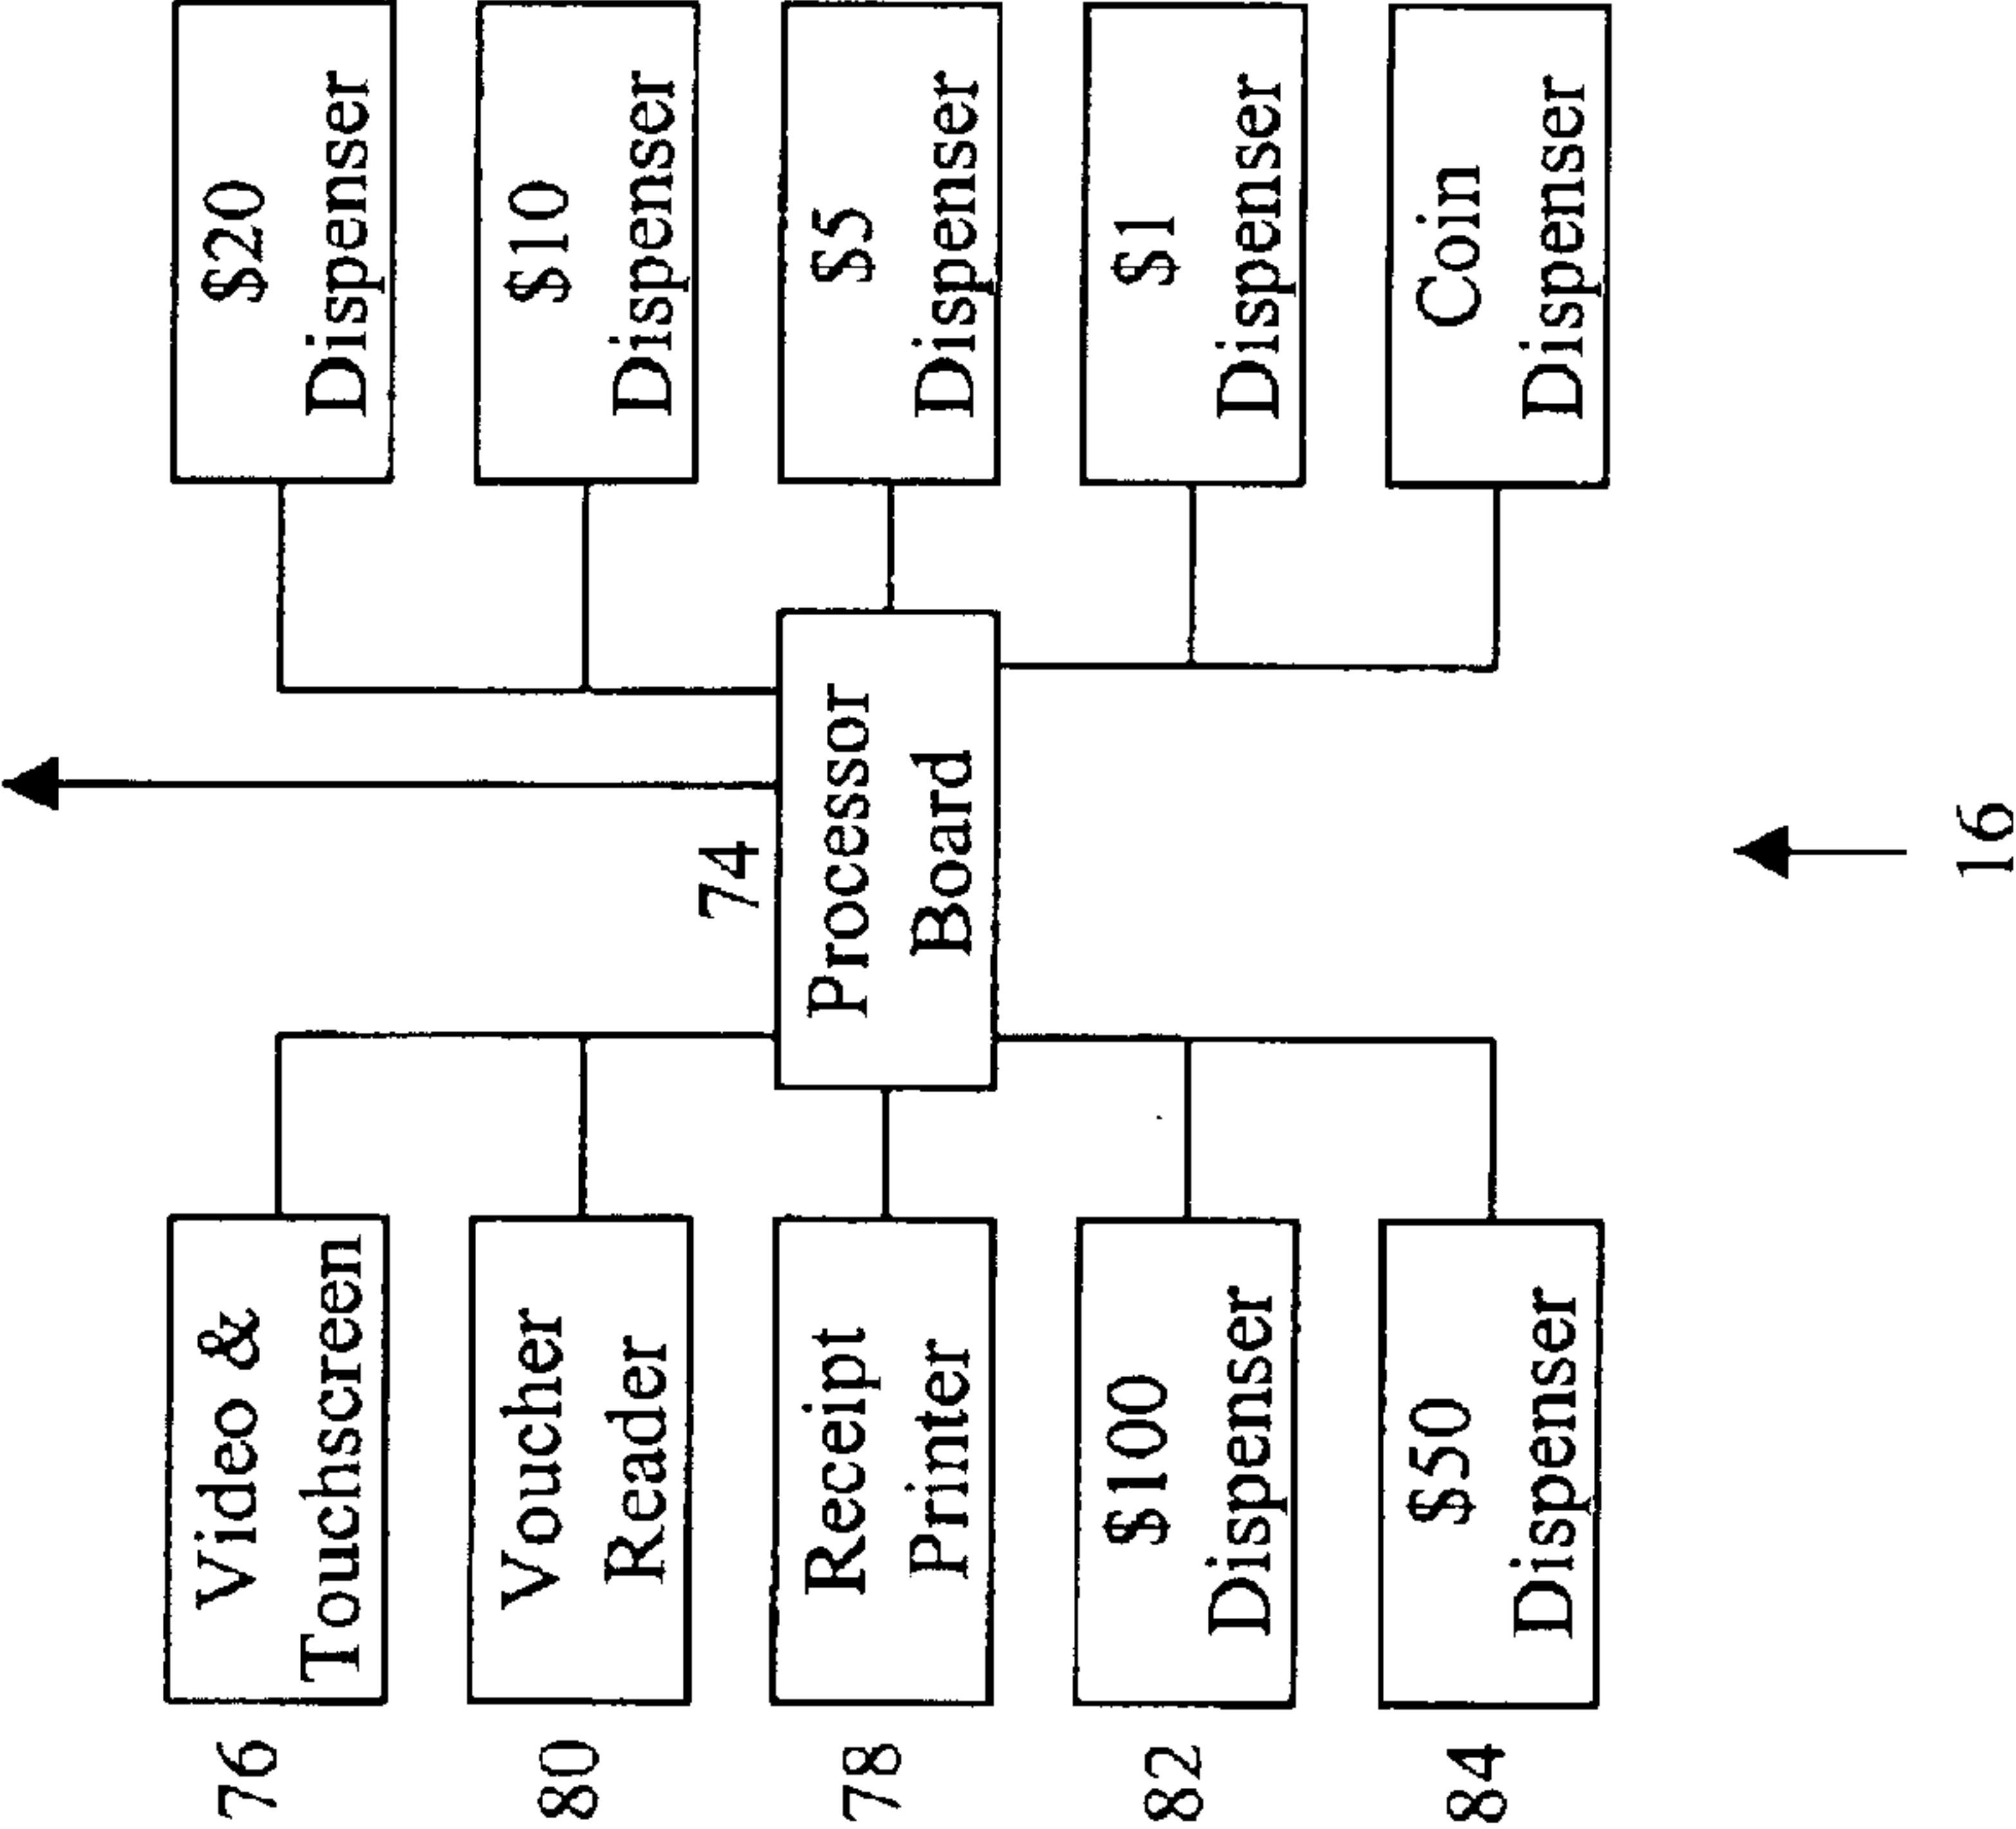 76
Video &
Touchscreen
80
Voucher
Reader
78
Receipt
Printer
82
$100
Dispenser
84
$50
Dispenser
74
Processor
Board
$20
Dispenser
$10
Dispenser
$5
Dispenser
$1
Dispenser
Coin
Dispenser
16